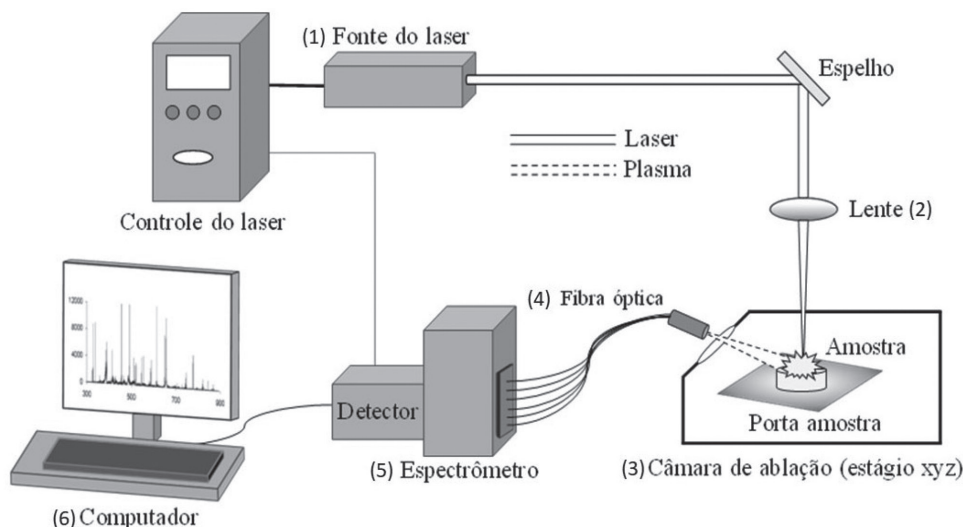 (1) Fonte do laser
Espelho
Laser
Plasma
Controle do laser
Lente (2)
(4) Fibra óptica
12000
8000
4000
0
300
500
700
900
Detector
Amostra
Porta amostra
(5) Espectrômetro
(3) Câmara de ablação (estágio xyz)
(6) Computador